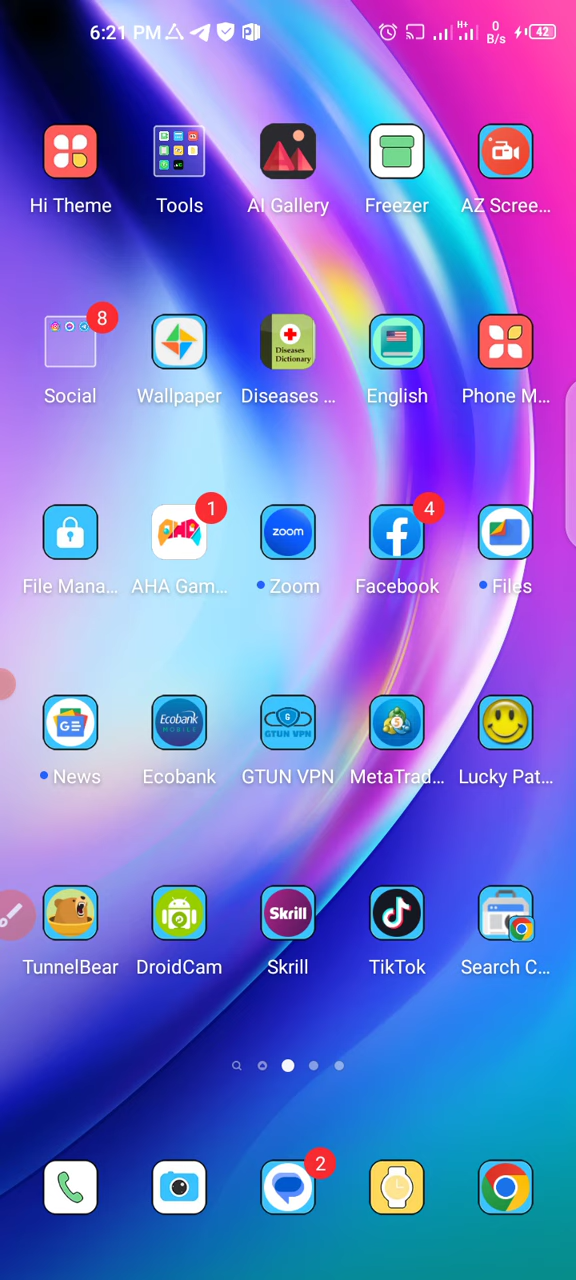 6:21 PM H+ 0 B/s 42
Hi Theme Tools AI Gallery Freezer AZ Scree...
8
Diseases Dictionary
Social Wallpaper Diseases ... English Phone M...
1 zoom 4
File Mana... AHA Gam... Zoom Facebook Files
GE Ecobank MOBILE G GTUN VPN S
News Ecobank GTUN VPN MetaTrad... Lucky Pat...
Skrill
TunnelBear DroidCam Skrill TikTok Search C...
2